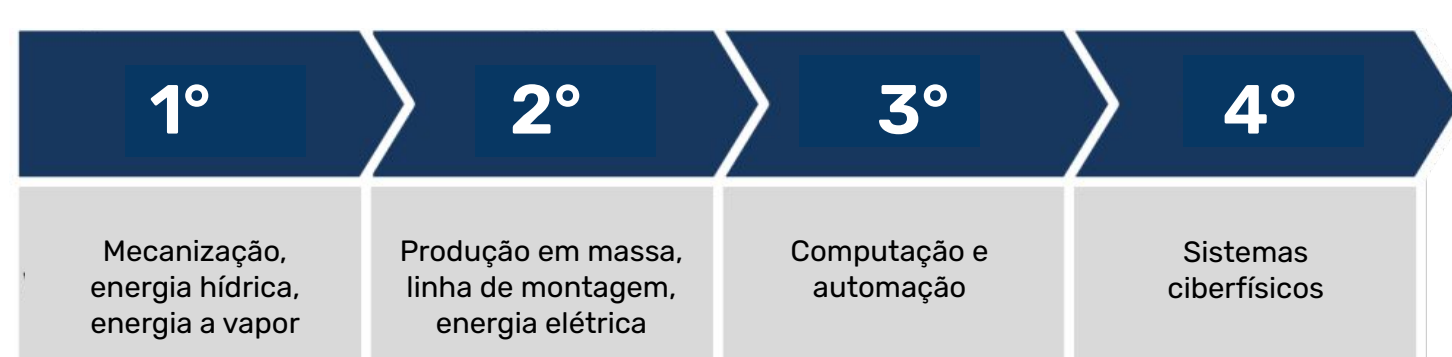 1°
2°
3°
4°
Mecanização,
energia hídrica,
energia a vapor
Produção em massa,
linha de montagem,
energia elétrica
Computação e
automação
Sistemas
ciberfísicos